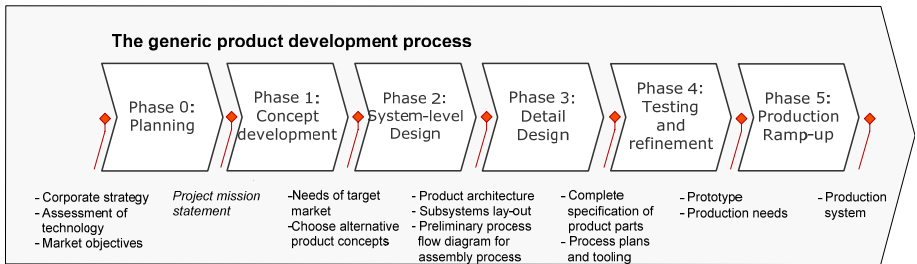 The generic product development process
Phase 0:
Planning
Phase 1:
Concept
development
Phase 2:
System-level
Design
Phase 3:
Detail
Design
Phase 4:
Testing
and
refinement
Phase 5:
Production
Ramp-up
- Corporate strategy
- Assessment of
technology
- Market objectives
Project mission
statement
- Needs of target
market
- Choose alternative
product concepts
- Product architecture
- Subsystems lay-out
- Preliminary process
flow diagram for
assembly process
- Complete
specification of
product parts
- Process plans
and tooling
- Prototype
- Production needs
- Production
system